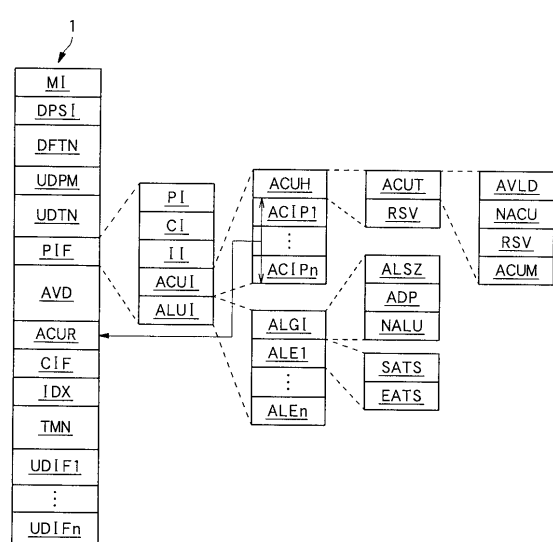 1
MI
DPSI
DFTN
UDPM
UDTN
PIF
AVD
ACUR
CIF
IDX
TMN
UDIF1
⋮
UDIFn
PI
CI
II
ACUI
ALUI
ACUH
ACIP1
⋮
ACIPn
ALGI
ALE1
⋮
ALEn
ACUT
RSV
ALSZ
ADP
NALU
SATS
EATS
AVLD
NACU
RSV
ACUM